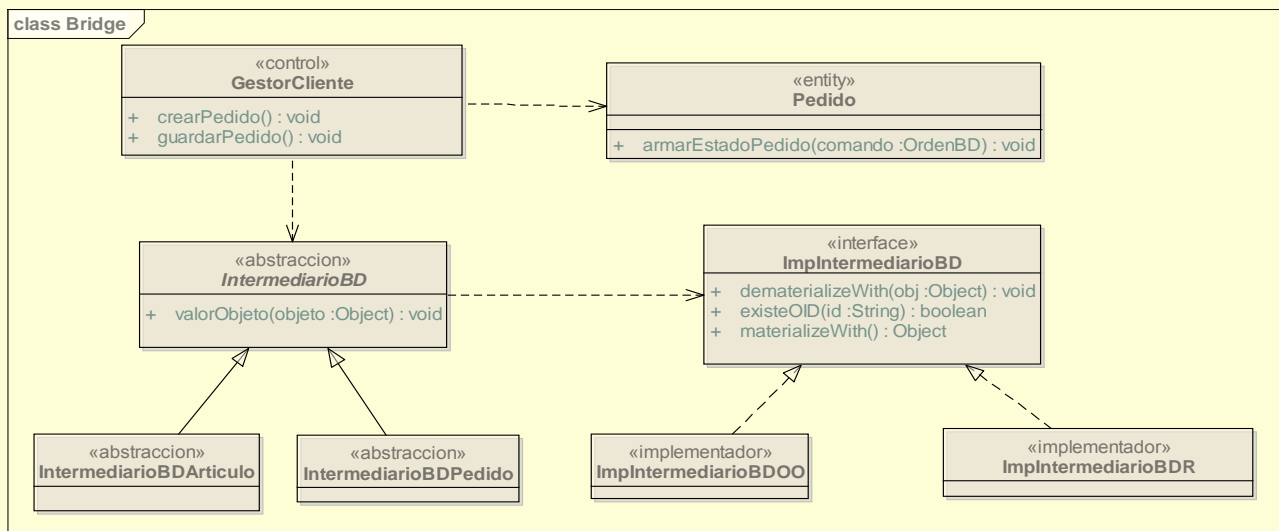 class Bridge
«control»
GestorCliente
+ crearPedido() : void
+ guardarPedido() : void
«entity»
Pedido
+ armarEstadoPedido(comando :OrdenBD) : void
«abstraccion»
IntermediarioBD
+ valorObjeto(objeto :Object) : void
«interface»
ImpIntermediarioBD
+ dematerializeWith(obj :Object) : void
+ existeOID(id :String) : boolean
+ materializeWith() : Object
«abstraccion»
IntermediarioBDArticulo
«abstraccion»
IntermediarioBDPedido
«implementador»
ImpIntermediarioBDOO
«implementador»
ImpIntermediarioBDR